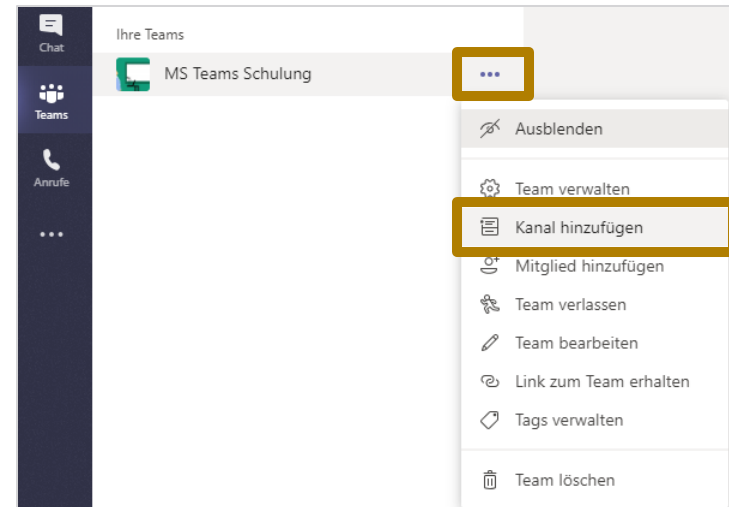 Chat
Teams
Anrufe
Ihre Teams
MS Teams Schulung
Ausblenden
Team verwalten
Kanal hinzufügen
Mitglied hinzufügen
Team verlassen
Team bearbeiten
Link zum Team erhalten
Tags verwalten
Team löschen